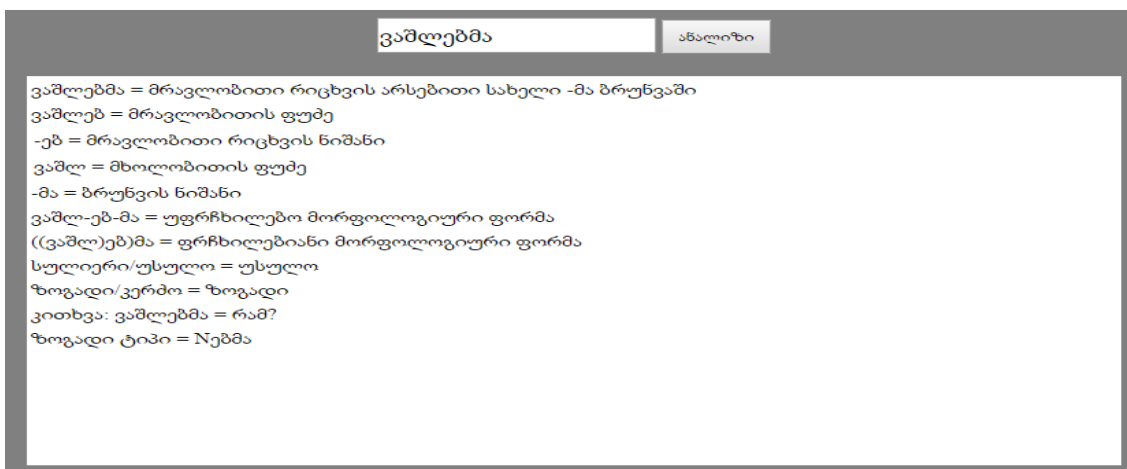 ვაშლებმა
ანალიზი
ვაშლებმა = მრავლობითი რიცხვის არსებითი სახელი -მა ბრუნვაში
ვაშლებ = მრავლობითის ფუძე
-ებ = მრავლობითი რიცხვის ნიშანი
ვაშლ = მხოლობითის ფუძე
-მა = ბრუნვის ნიშანი
ვაშლ-ებ-მა = უფრჩხილებო მორფოლოგიური ფორმა
((ვაშლ)ებ)მა = ფრჩხილებიანი მორფოლოგიური ფორმა
სულიერი/უსულო = უსულო
ზოგადი/კერძო = ზოგადი
კითხვა: ვაშლებმა = რამ?
ზოგადი ტიპი = Nებმა